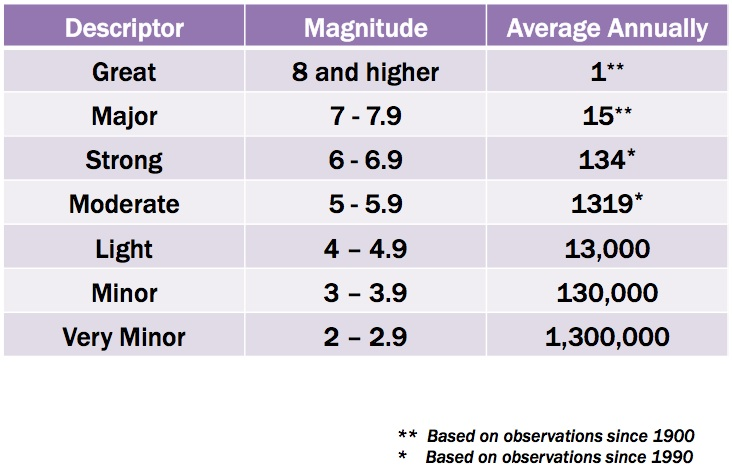 Descriptor Magnitude Average Annually
Great 8 and higher 1**
Major 7 - 7.9 15**
Strong 6 - 6.9 134*
Moderate 5 - 5.9 1319*
Light 4 – 4.9 13,000
Minor 3 – 3.9 130,000
Very Minor 2 – 2.9 1,300,000
** Based on observations since 1900
* Based on observations since 1990